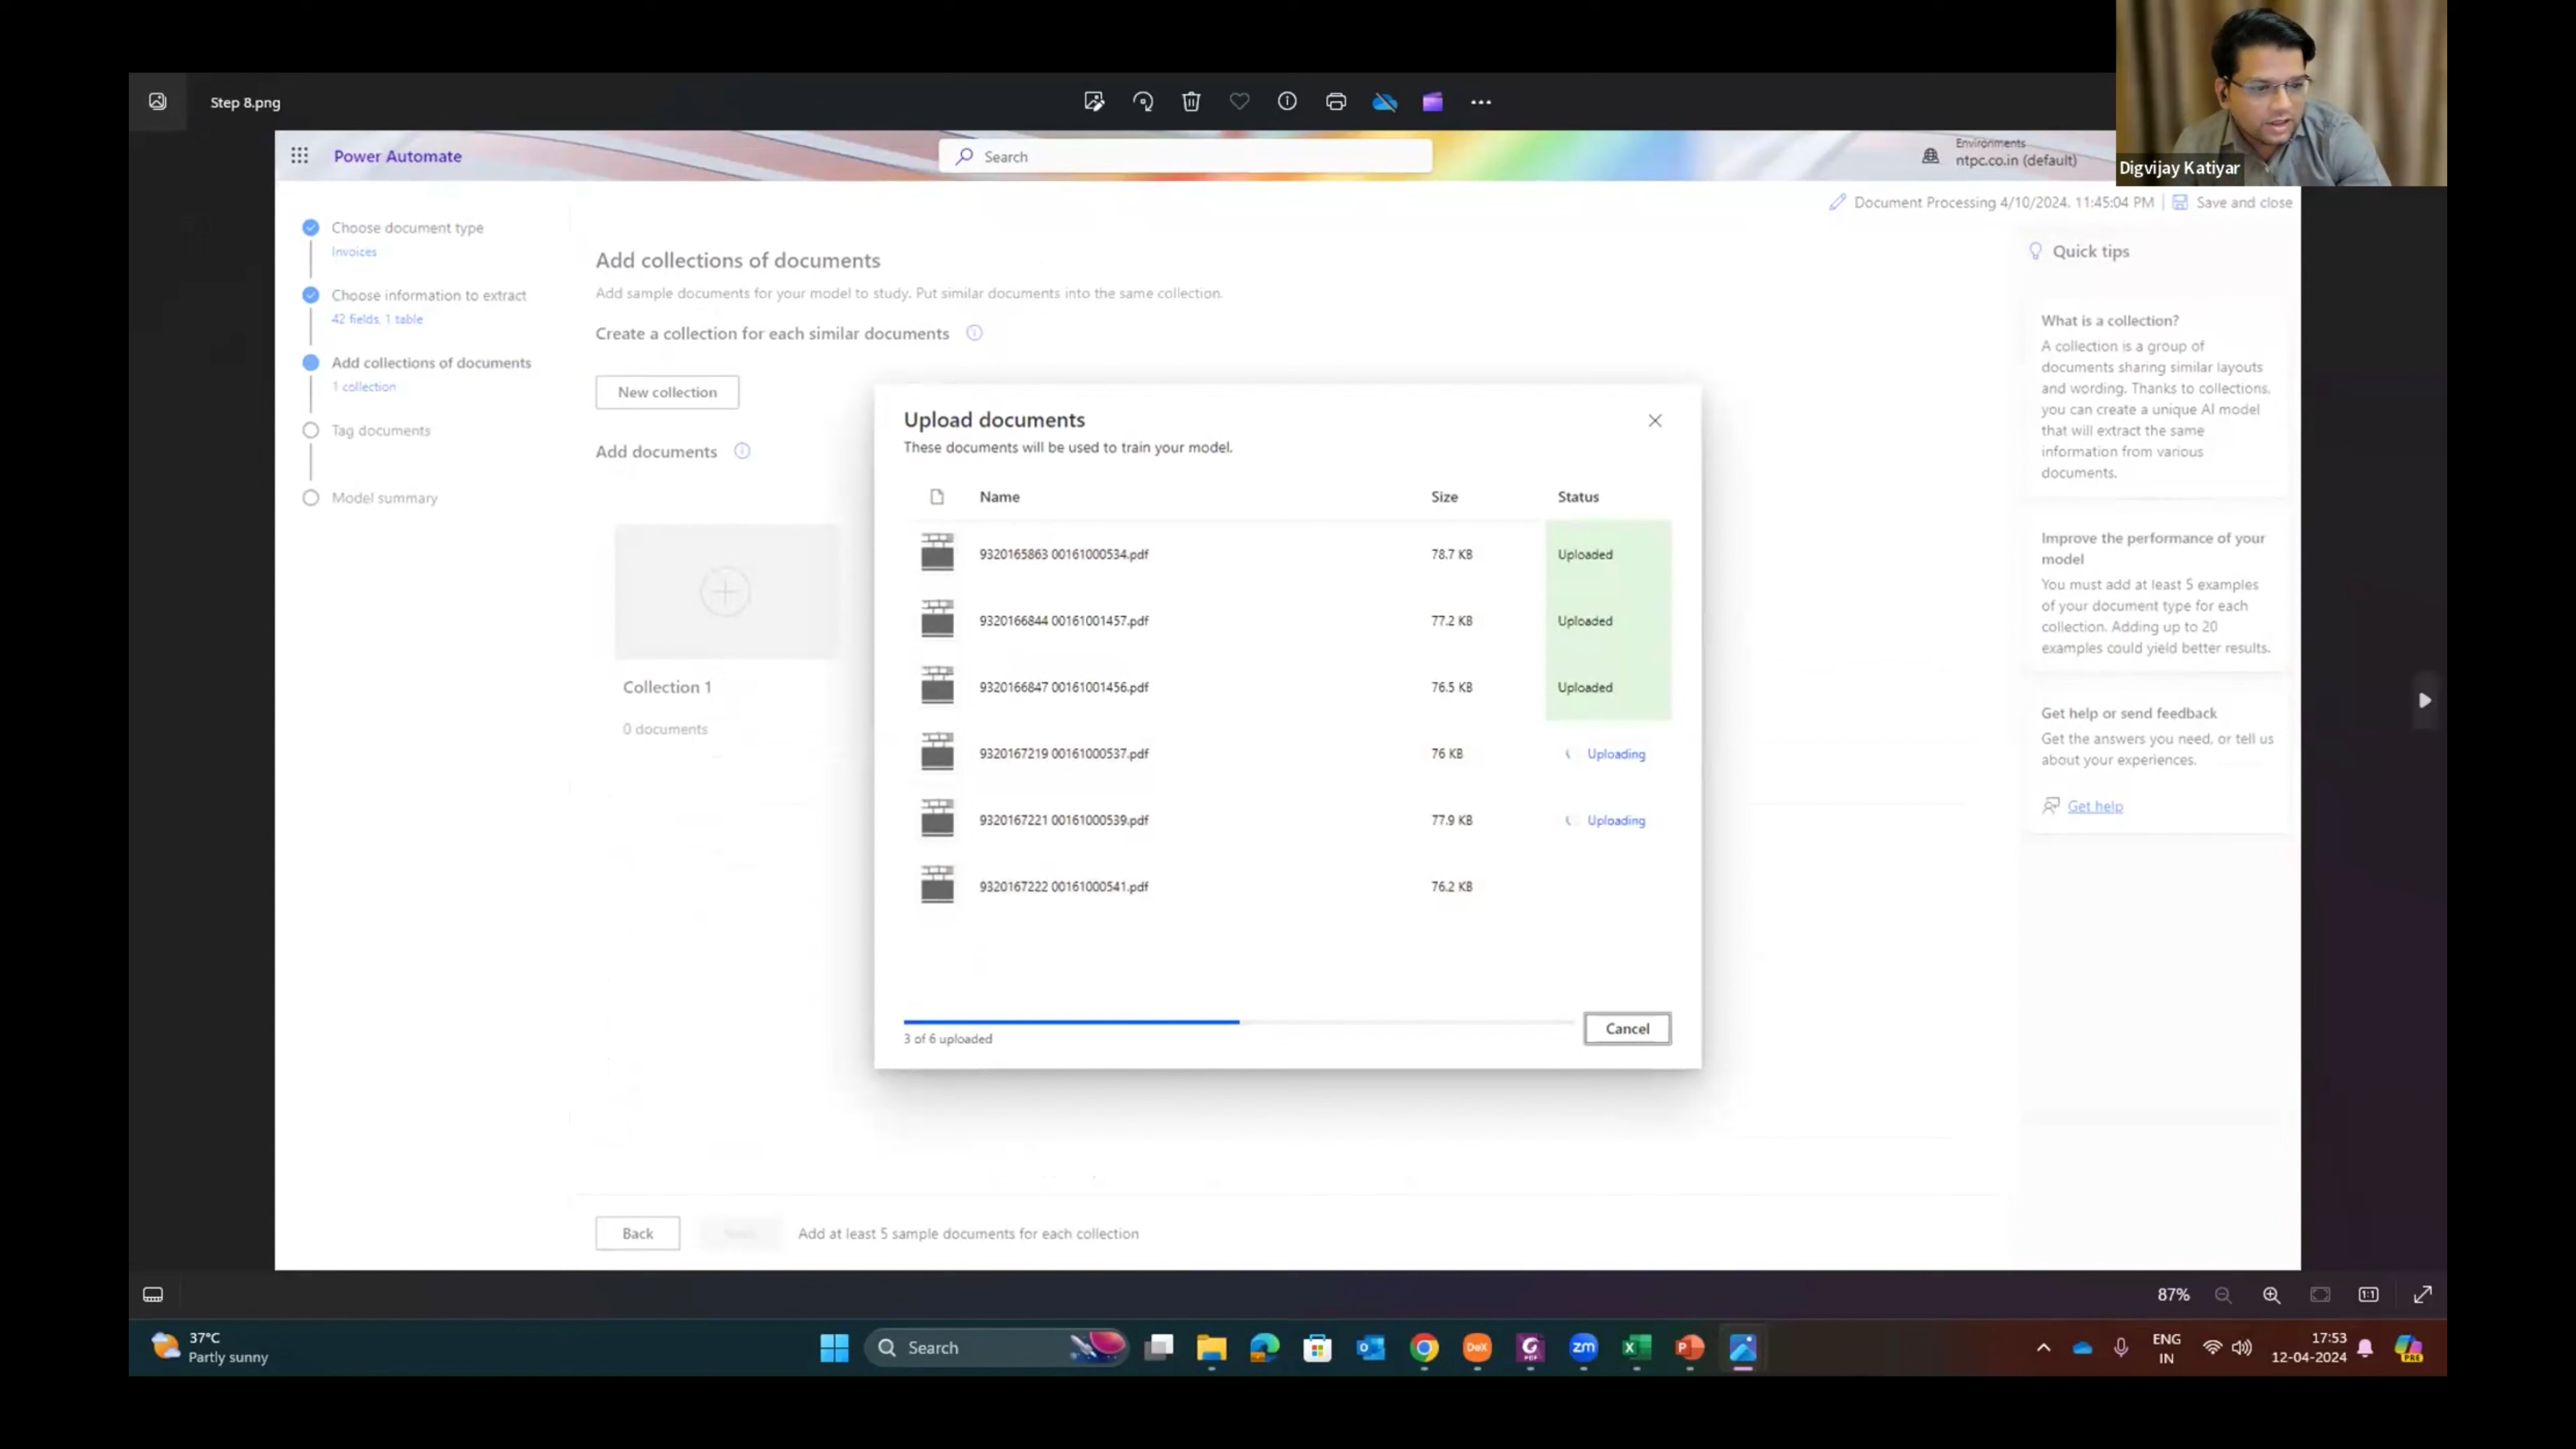 Step 8.png
Digvijay Katiyar
Power Automate
Search
Environments
ntpc.co.in (default)
Document Processing 4/10/2024, 11:45:04 PM
Save and close
Choose document type
Invoices
Choose information to extract
42 fields, 1 table
Add collections of documents
1 collection
Tag documents
Model summary
Add collections of documents
Add sample documents for your model to study. Put similar documents into the same collection.
Create a collection for each similar documents
New collection
Add documents
Collection 1
0 documents
Upload documents
These documents will be used to train your model.
Name Size Status
9320165863 00161000534.pdf 78.7 KB Uploaded
9320166844 00161001457.pdf 77.2 KB Uploaded
9320166847 00161001456.pdf 76.5 KB Uploaded
9320167219 00161000537.pdf 76 KB Uploading
9320167221 00161000539.pdf 77.9 KB Uploading
9320167222 00161000541.pdf 76.2 KB
3 of 6 uploaded
Cancel
Quick tips
What is a collection?
A collection is a group of
documents sharing similar layouts
and wording. Thanks to collections,
you can create a unique AI model
that will extract the same
information from various
documents.
Improve the performance of your
model
You must add at least 5 examples
of your document type for each
collection. Adding up to 20
examples could yield better results.
Get help or send feedback
Get the answers you need, or tell us
about your experiences.
Get help
Back
Add at least 5 sample documents for each collection
87%
1:1
37°C
Partly sunny
Search
DeX
zm
ENG
IN
17:53
12-04-2024
PRE